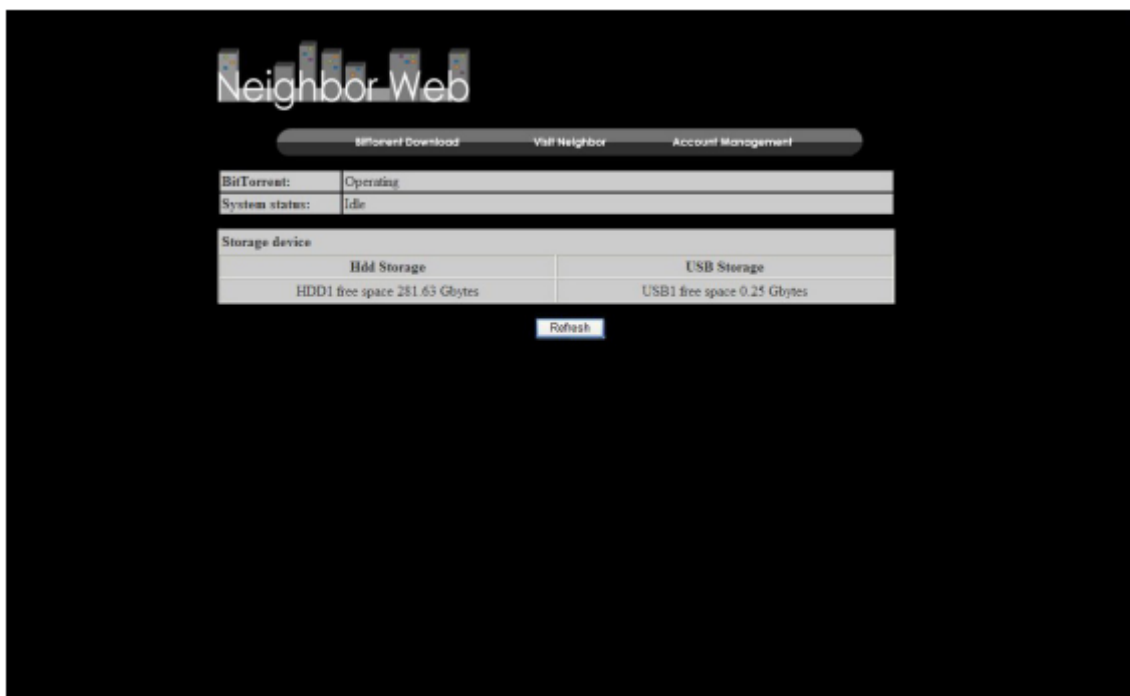 Neighbor Web
BitTorrent Download Visit Neighbor Account Management
BitTorrent: Operating
System status: Idle
Storage device
Hdd Storage USB Storage
HDD1 free space 281.63 Gbytes USB1 free space 0.25 Gbytes
Refresh